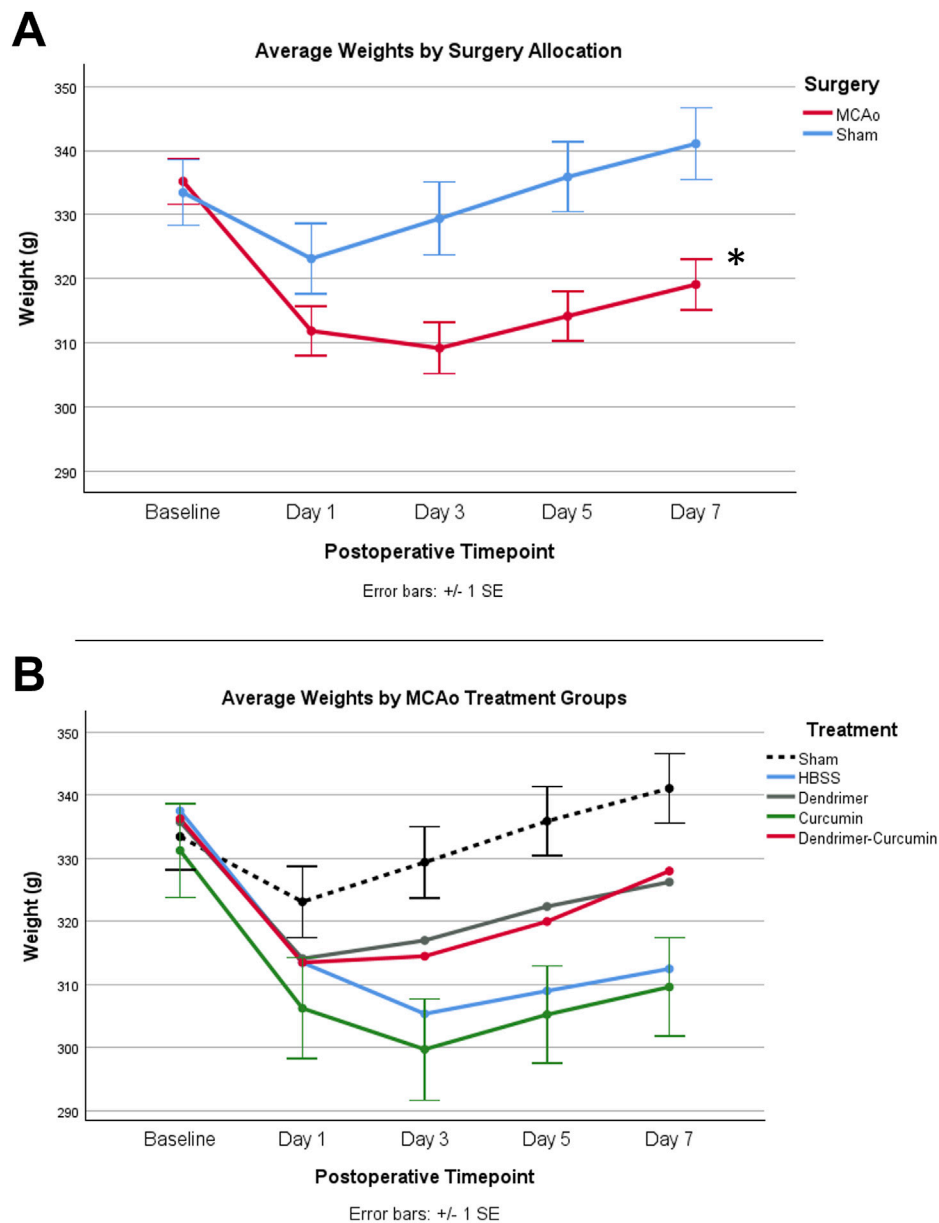 A
Average Weights by Surgery Allocation
Surgery
MCAo
Sham
350
340
330
320
310
300
290
Weight (g)
*
Baseline Day 1 Day 3 Day 5 Day 7
Postoperative Timepoint
Error bars: +/- 1 SE
B
Average Weights by MCAo Treatment Groups
Treatment
Sham
HBSS
Dendrimer
Curcumin
Dendrimer-Curcumin
350
340
330
320
310
300
290
Weight (g)
Baseline Day 1 Day 3 Day 5 Day 7
Postoperative Timepoint
Error bars: +/- 1 SE